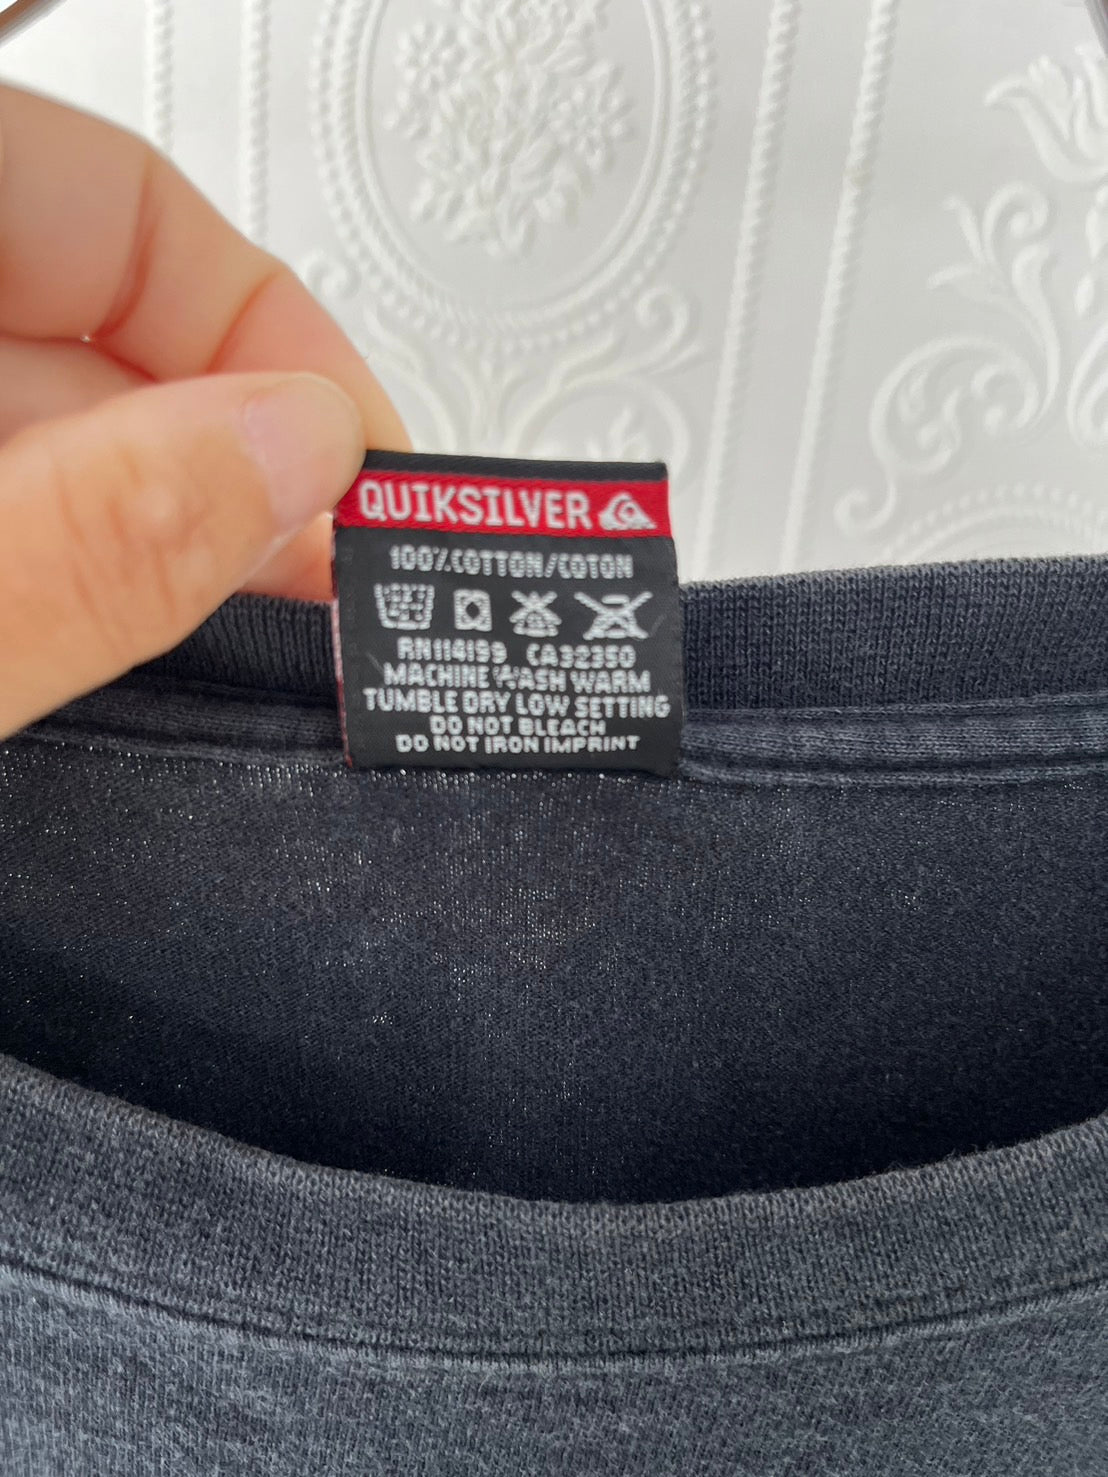 QUIKSILVER
100% COTTON/COTON
RN114199 CA32350
MACHINE WASH WARM
TUMBLE DRY LOW SETTING
DO NOT BLEACH
DO NOT IRON IMPRINT